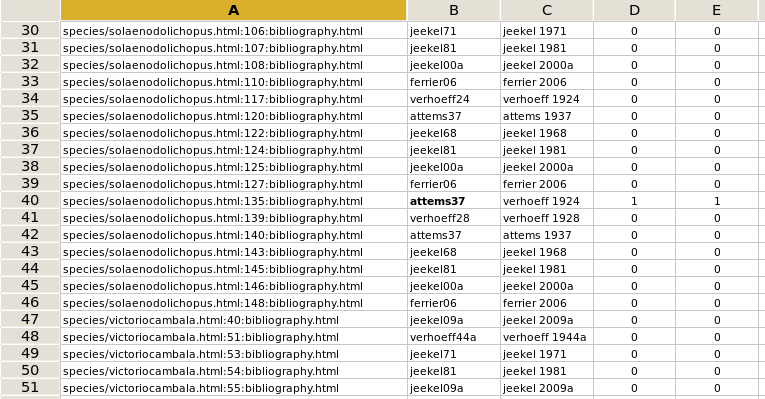 A B C D E
30 species/solaenodolichopus.html:106:bibliography.html jeekel71 jeekel 1971 0 0
31 species/solaenodolichopus.html:107:bibliography.html jeekel81 jeekel 1981 0 0
32 species/solaenodolichopus.html:108:bibliography.html jeekel00a jeekel 2000a 0 0
33 species/solaenodolichopus.html:110:bibliography.html ferrier06 ferrier 2006 0 0
34 species/solaenodolichopus.html:117:bibliography.html verhoeff24 verhoeff 1924 0 0
35 species/solaenodolichopus.html:120:bibliography.html attems37 attems 1937 0 0
36 species/solaenodolichopus.html:122:bibliography.html jeekel68 jeekel 1968 0 0
37 species/solaenodolichopus.html:124:bibliography.html jeekel81 jeekel 1981 0 0
38 species/solaenodolichopus.html:125:bibliography.html jeekel00a jeekel 2000a 0 0
39 species/solaenodolichopus.html:127:bibliography.html ferrier06 ferrier 2006 0 0
40 species/solaenodolichopus.html:135:bibliography.html attems37 verhoeff 1924 1 1
41 species/solaenodolichopus.html:139:bibliography.html verhoeff28 verhoeff 1928 0 0
42 species/solaenodolichopus.html:140:bibliography.html attems37 attems 1937 0 0
43 species/solaenodolichopus.html:143:bibliography.html jeekel68 jeekel 1968 0 0
44 species/solaenodolichopus.html:145:bibliography.html jeekel81 jeekel 1981 0 0
45 species/solaenodolichopus.html:146:bibliography.html jeekel00a jeekel 2000a 0 0
46 species/solaenodolichopus.html:148:bibliography.html ferrier06 ferrier 2006 0 0
47 species/victoriocambala.html:40:bibliography.html jeekel09a jeekel 2009a 0 0
48 species/victoriocambala.html:51:bibliography.html verhoeff44a verhoeff 1944a 0 0
49 species/victoriocambala.html:53:bibliography.html jeekel71 jeekel 1971 0 0
50 species/victoriocambala.html:54:bibliography.html jeekel81 jeekel 1981 0 0
51 species/victoriocambala.html:55:bibliography.html jeekel09a jeekel 2009a 0 0